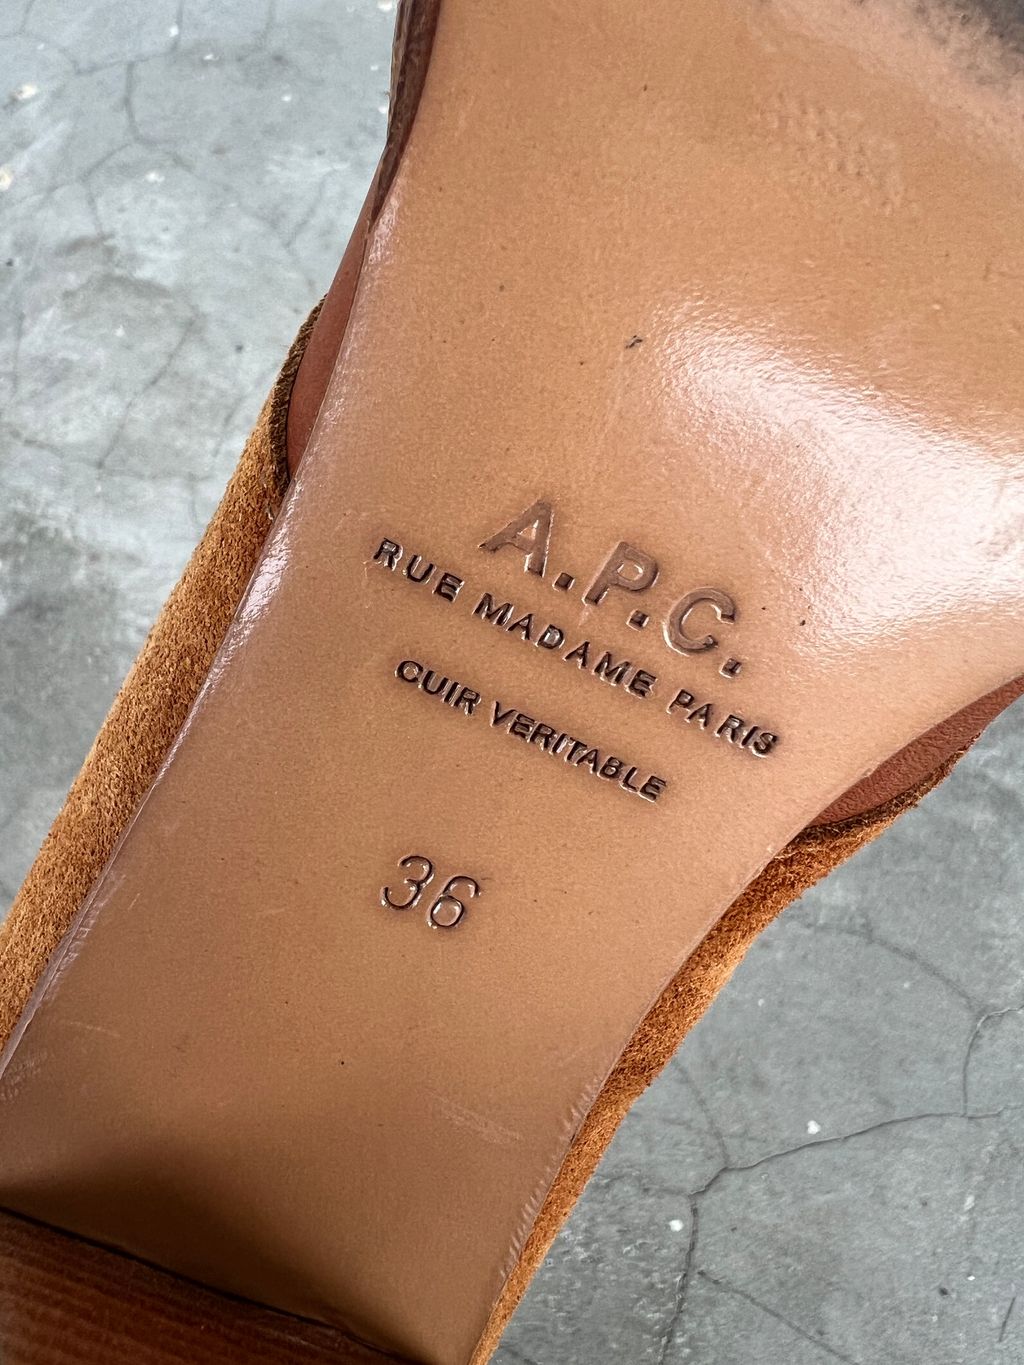 A.P.C.
RUE MADAME PARIS
CUIR VERITABLE
36